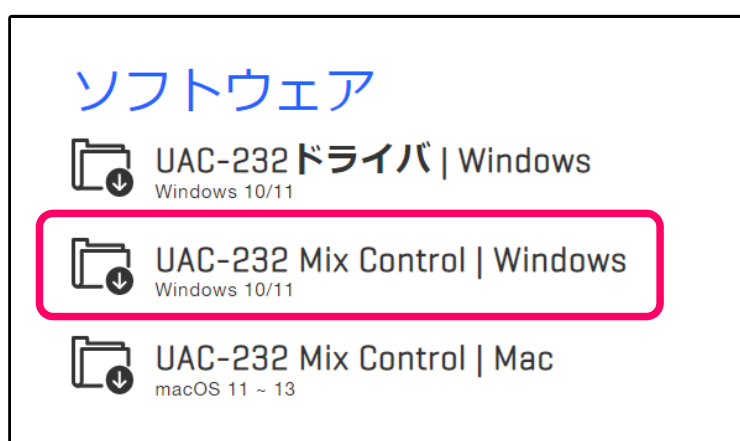 ソフトウェア
UAC-232ドライバ | Windows
Windows 10/11
UAC-232 Mix Control | Windows
Windows 10/11
UAC-232 Mix Control | Mac
macOS 11 ~ 13